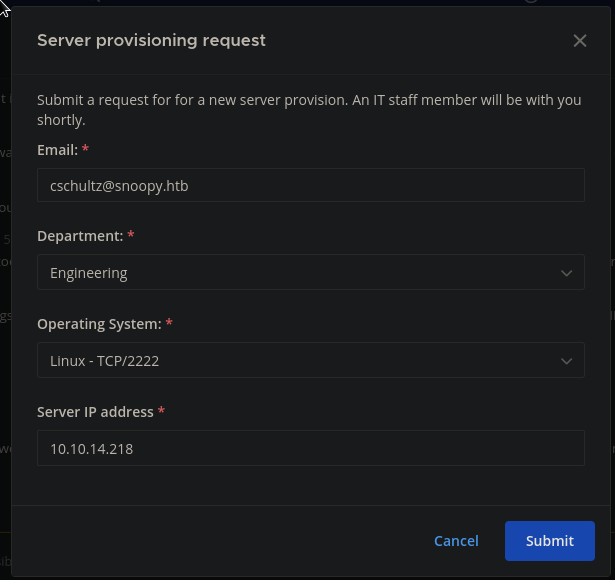 Server provisioning request
Submit a request for for a new server provision. An IT staff member will be with you
shortly.
Email: *
cschultz@snoopy.htb
Department: *
Engineering
Operating System: *
Linux - TCP/2222
Server IP address *
10.10.14.218
Cancel
Submit